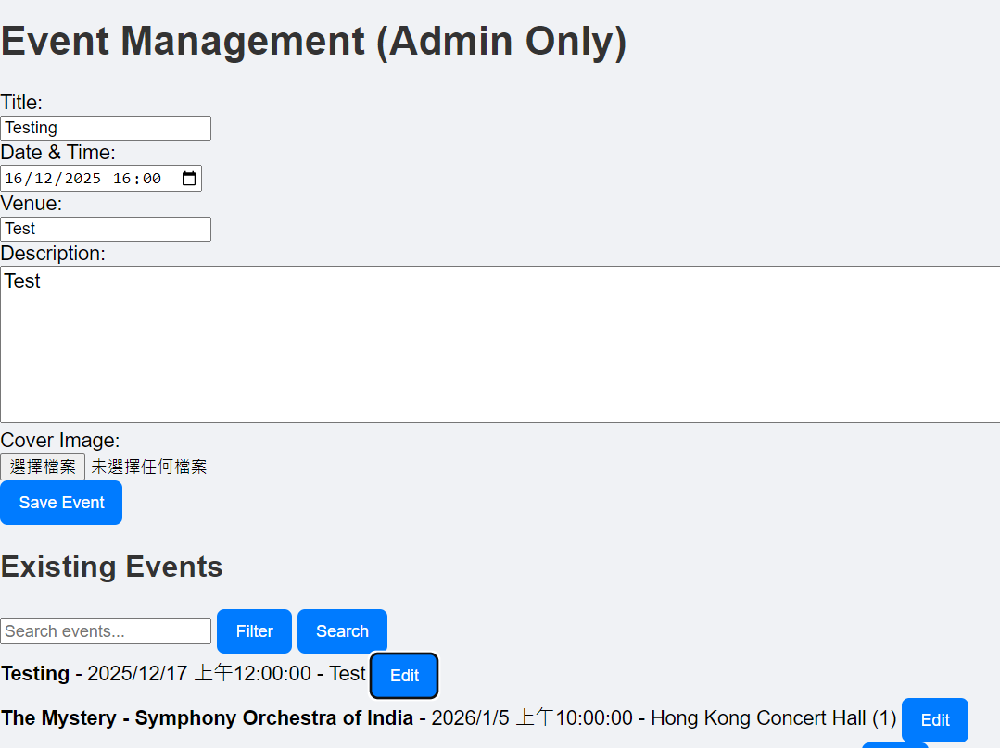 Event Management (Admin Only)
Title:
Testing
Date & Time:
16/12/2025 16:00
Venue:
Test
Description:
Test
Cover Image:
選擇檔案 未選擇任何檔案
Save Event
Existing Events
Search events... Filter Search
Testing - 2025/12/17 上午12:00:00 - Test Edit
The Mystery - Symphony Orchestra of India - 2026/1/5 上午10:00:00 - Hong Kong Concert Hall (1) Edit